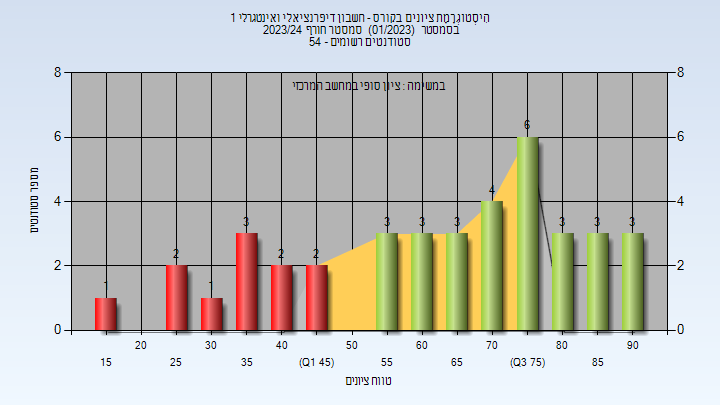 היסטוגרמת ציונים בקורס - חשבון דיפרנציאלי ואינטגרלי 1
בסמסטר (01/2023) סמסטר חורף 2023/24
סטודנטים רשומים - 54
במשימה : ציון סופי במחשב המרכזי
מספר סטודנטים
8 8
6 6
4 4
2 2
0 0
1 2 1 3 2 2 3 3 3 4 6 3 3 3
20 30 40 50 60 70 80 90
15 25 35 (Q1 45) 55 65 (Q3 75) 85
טווח ציונים